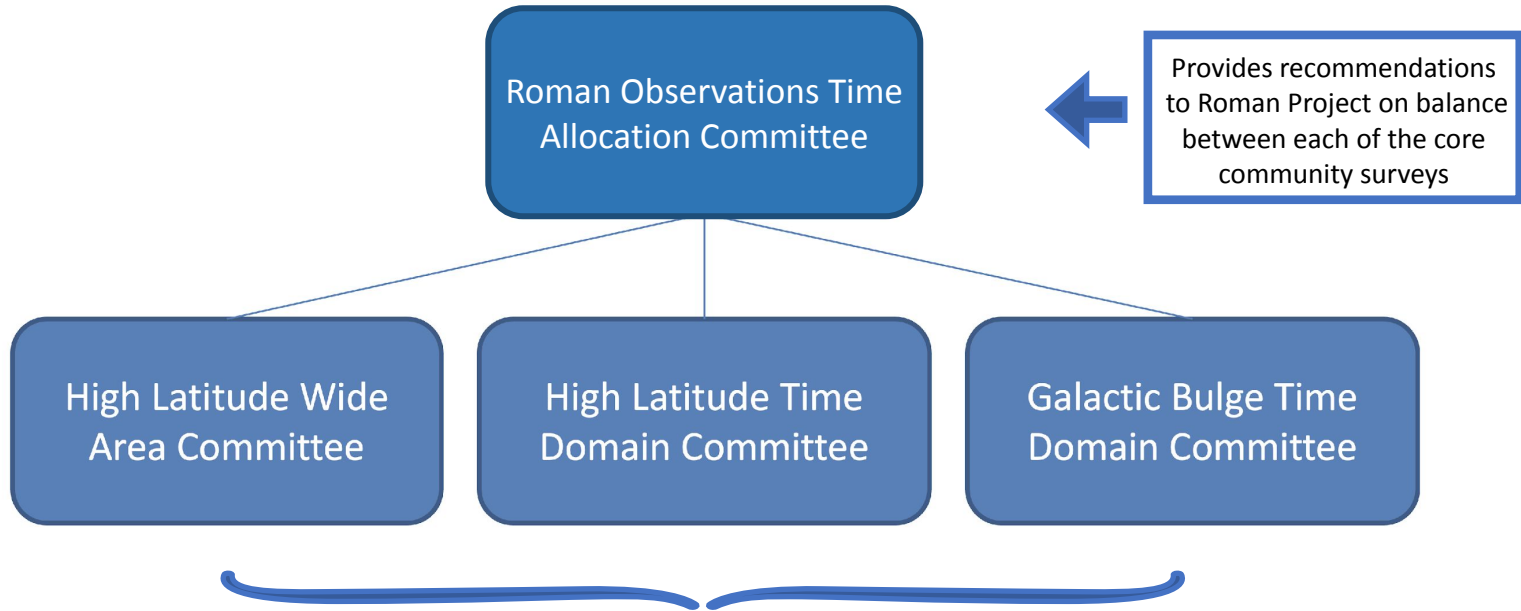 Roman Observations Time
Allocation Committee
Provides recommendations
to Roman Project on balance
between each of the core
community surveys
High Latitude Wide
Area Committee
High Latitude Time
Domain Committee
Galactic Bulge Time
Domain Committee